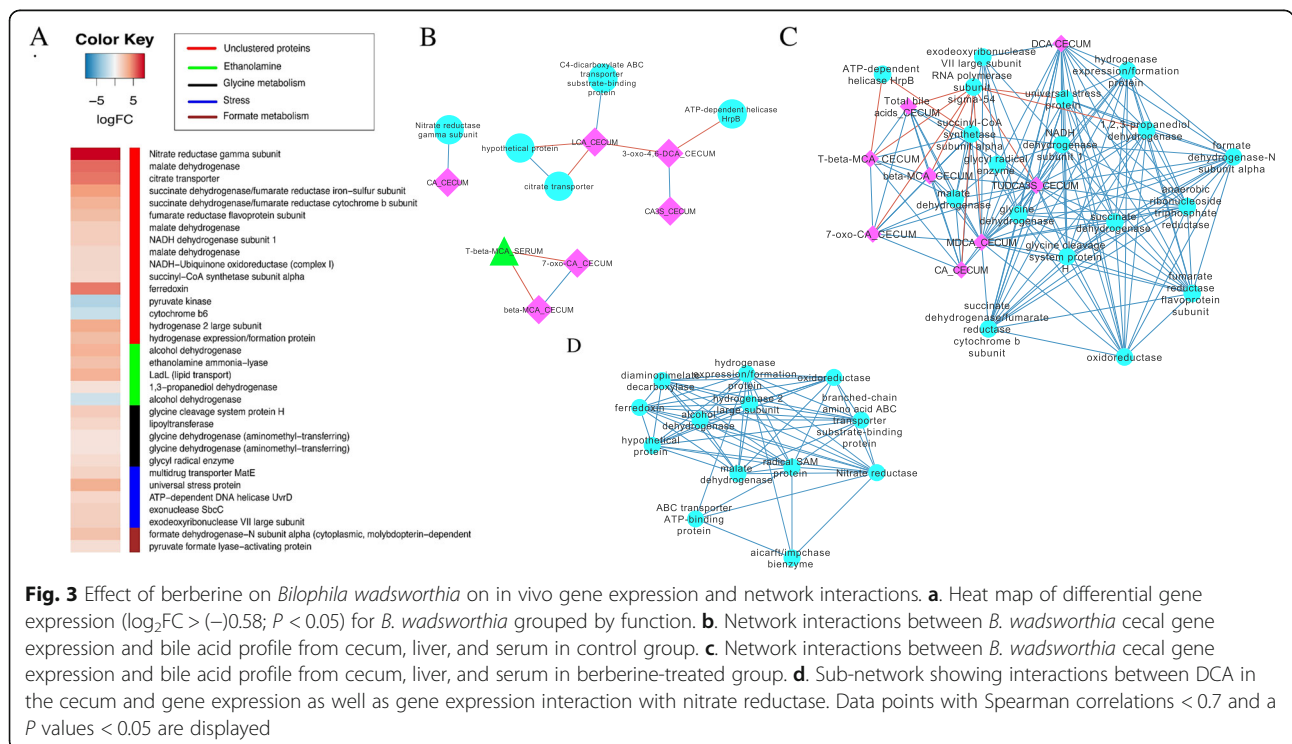 A
.
Color Key
−5 5
logFC
Unclustered proteins
Ethanolamine
Glycine metabolism
Stress
Formate metabolism
Nitrate reductase gamma subunit
malate dehydrogenase
citrate transporter
succinate dehydrogenase/fumarate reductase iron−sulfur subunit
succinate dehydrogenase/fumarate reductase cytochrome b subunit
fumarate reductase flavoprotein subunit
malate dehydrogenase
NADH dehydrogenase subunit 1
malate dehydrogenase
NADH−Ubiquinone oxidoreductase (complex I)
succinyl−CoA synthetase subunit alpha
ferredoxin
pyruvate kinase
cytochrome b6
hydrogenase 2 large subunit
hydrogenase expression/formation protein
alcohol dehydrogenase
ethanolamine ammonia−lyase
LadL (lipid transport)
1,3−propanediol dehydrogenase
alcohol dehydrogenase
glycine cleavage system protein H
lipoyltransferase
glycine dehydrogenase (aminomethyl−transferring)
glycine dehydrogenase (aminomethyl−transferring)
glycyl radical enzyme
multidrug transporter MatE
universal stress protein
ATP−dependent DNA helicase UvrD
exonuclease SbcC
exodeoxyribonuclease VII large subunit
formate dehydrogenase−N subunit alpha (cytoplasmic, molybdopterin−dependent
pyruvate formate lyase−activating protein
B
C4-dicarboxylate ABC
transporter
substrate-binding
protein
ATP-dependent helicase
HrpB
Nitrate reductase
gamma subunit
hypothetical protein
LCA_CECUM
3-oxo-4,6-DCA_CECUM
CA_CECUM
citrate transporter
CA3S_CECUM
T-beta-MCA_SERUM
7-oxo-CA_CECUM
beta-MCA_CECUM
C
DCA_CECUM
exodeoxyribonuclease
VII large subunit
hydrogenase
expression/formation
protein
ATP-dependent
helicase HrpB
RNA polymerase
subunit
sigma-54
universal stress
protein
Total bile
acids_CECUM
succinyl-CoA
synthetase
subunit alpha
NADH
dehydrogenase
subunit 1
1,2,3-propanediol
dehydrogenase
T-beta-MCA_CECUM
glycyl radical
enzyme
formate
dehydrogenase-N
subunit alpha
beta-MCA_CECUM
TUDCA3S_CECUM
malate
dehydrogenase
anaerobic
ribonucleoside
triphosphate
reductase
glycine
dehydrogenase
succinate
dehydrogenase
7-oxo-CA_CECUM
MDCA_CECUM
glycine cleavage
system protein
H
CA_CECUM
fumarate
reductase
flavoprotein
subunit
succinate
dehydrogenase/fumarate
reductase
cytochrome b
subunit
oxidoreductase
D
hydrogenase
expression/formation
protein
diaminopimelate
decarboxylase
oxidoreductase
ferredoxin
hydrogenase 2
large subunit
branched-chain
amino acid ABC
transporter
substrate-binding
protein
alcohol
dehydrogenase
hypothetical
protein
malate
dehydrogenase
radical SAM
protein
Nitrate reductase
ABC transporter
ATP-binding
protein
aicarft/impchase
bienzyme
Fig. 3 Effect of berberine on Bilophila wadsworthia on in vivo gene expression and network interactions. a. Heat map of differential gene
expression (log₂FC > (−)0.58; P < 0.05) for B. wadsworthia grouped by function. b. Network interactions between B. wadsworthia cecal gene
expression and bile acid profile from cecum, liver, and serum in control group. c. Network interactions between B. wadsworthia cecal gene
expression and bile acid profile from cecum, liver, and serum in berberine-treated group. d. Sub-network showing interactions between DCA in
the cecum and gene expression as well as gene expression interaction with nitrate reductase. Data points with Spearman correlations < 0.7 and a
P values < 0.05 are displayed